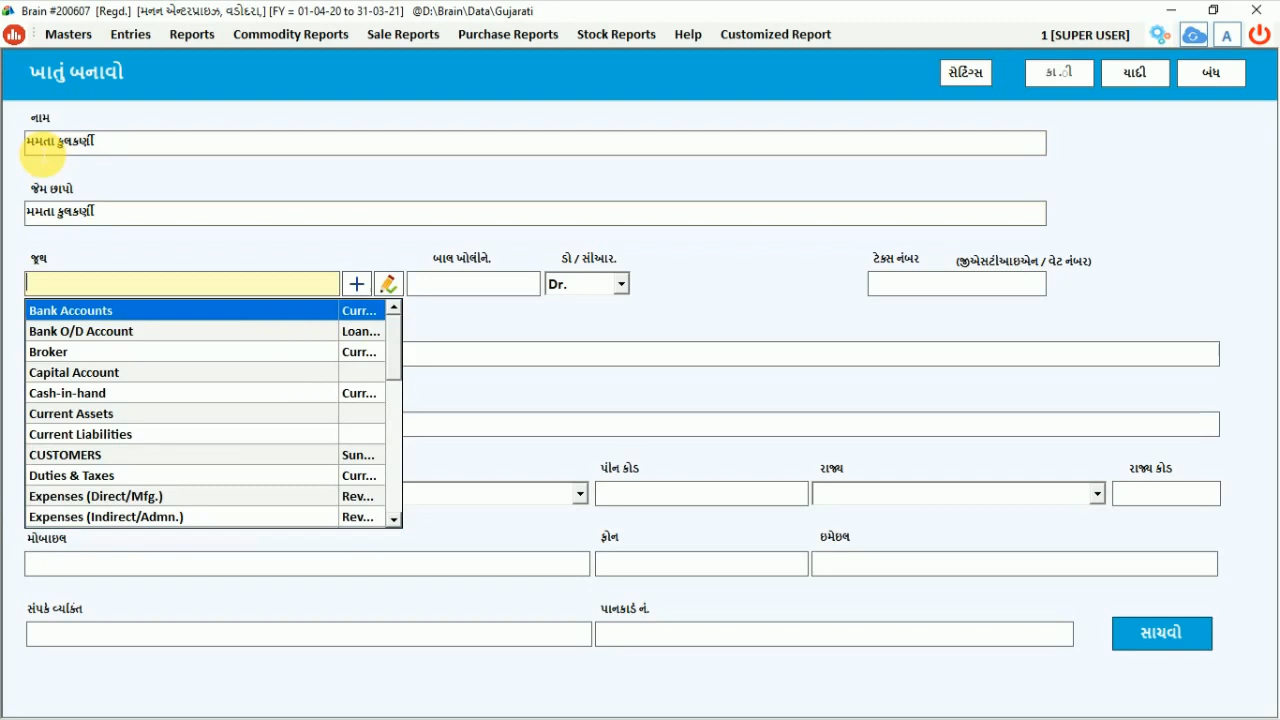 Brain #200607 [Regd.] [મનન એન્ટરપ્રાઇઝ, વડોદરા,] [FY = 01-04-20 to 31-03-21] @D:\Brain\Data\Gujarati
Masters Entries Reports Commodity Reports Sale Reports Purchase Reports Stock Reports Help Customized Report 1 [SUPER USER] A
ખાતું બનાવો સેટિંગ્સ કા.ી યાદી બંધ
નામ
મમતા કુલકર્ણી
જેમ છાપો
મમતા કુલકર્ણી
જૂથ બાલ ખોલીને. ડો / સીઆર. ટેક્સ નંબર (જીએસટીઆઇએન / વેટ નંબર)
Dr.
Bank Accounts Curr...
Bank O/D Account Loan...
Broker Curr...
Capital Account
Cash-in-hand Curr...
Current Assets
Current Liabilities
CUSTOMERS Sun...
Duties & Taxes Curr...
Expenses (Direct/Mfg.) Rev...
Expenses (Indirect/Admn.) Rev...
પીન કોડ રાજ્ય રાજ્ય કોડ
મોબાઇલ ફોન ઇમેઇલ
સંપર્ક વ્યક્તિ પાનકાર્ડ નં.
સાચવો